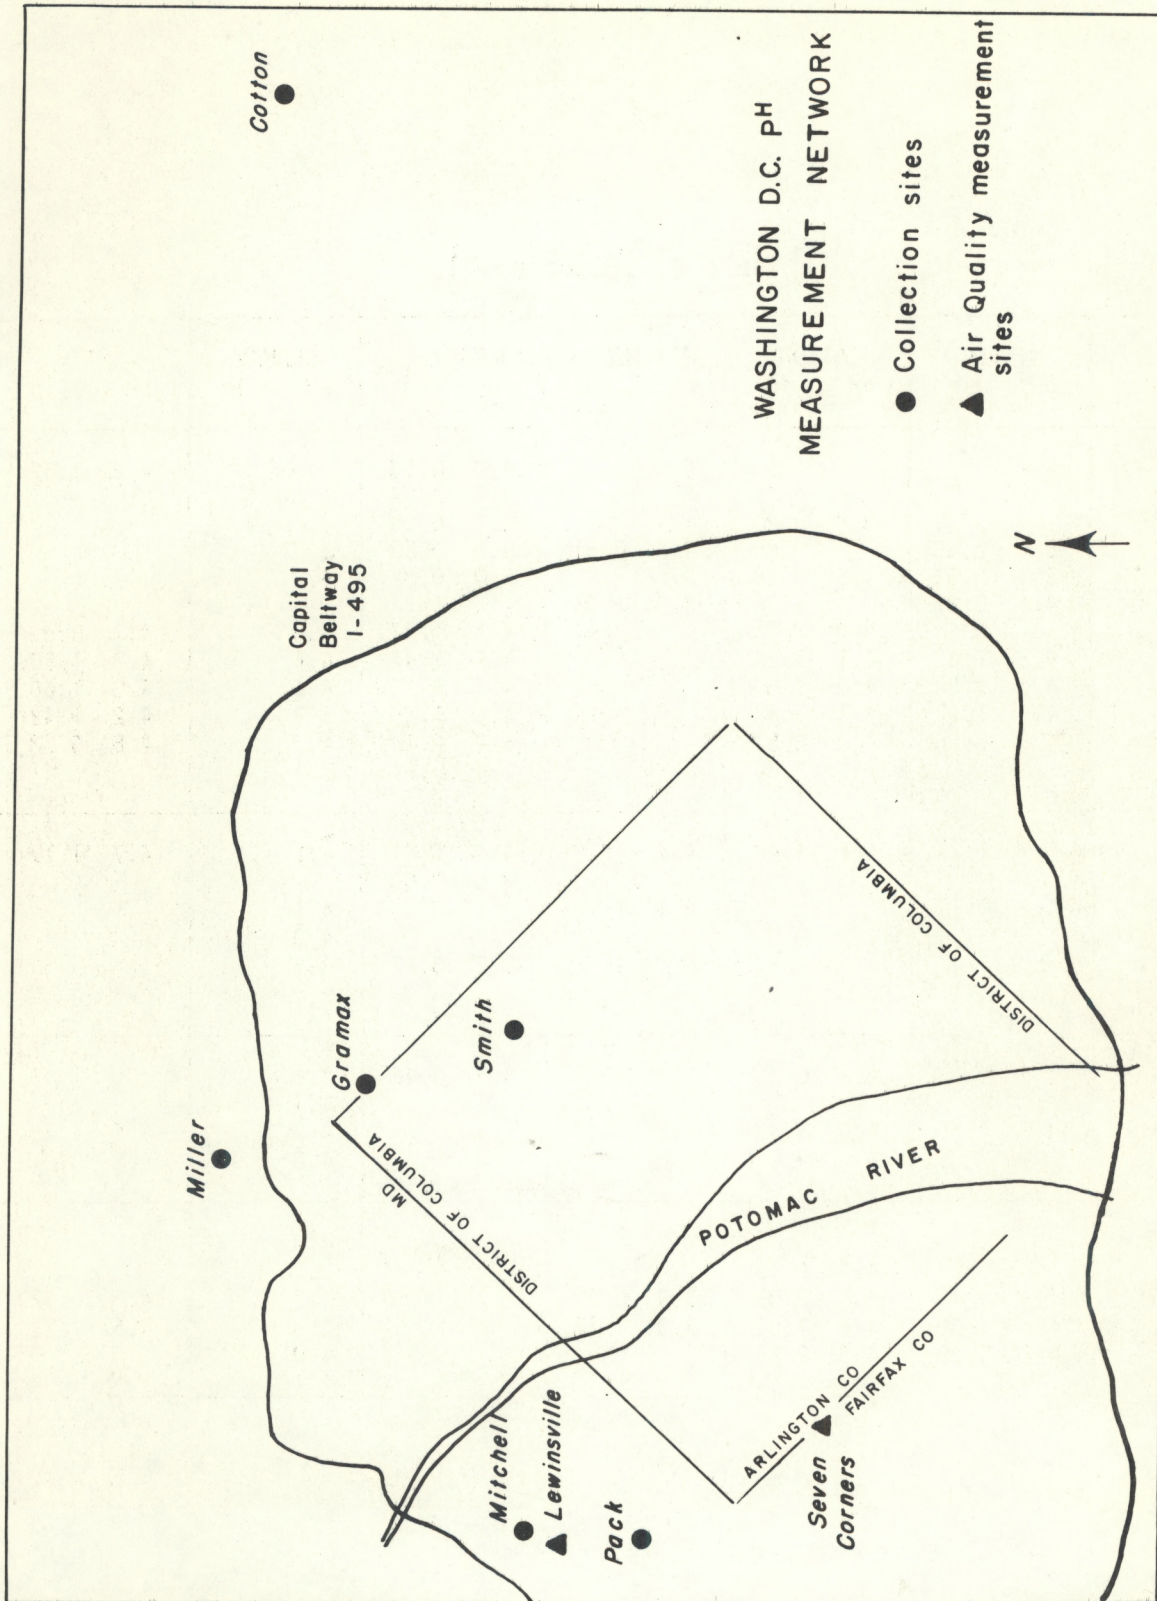 Cotton
WASHINGTON D.C. PH
MEASUREMENT NETWORK
Collection sites
Air Quality measurement
sites
N
Capital
Beltway
I-495
Miller
Gramax
Smith
MD
DISTRICT OF COLUMBIA
DISTRICT OF COLUMBIA
POTOMAC RIVER
Mitchell
Lewinsville
Pack
ARLINGTON CO
FAIRFAX CO
Seven
Corners